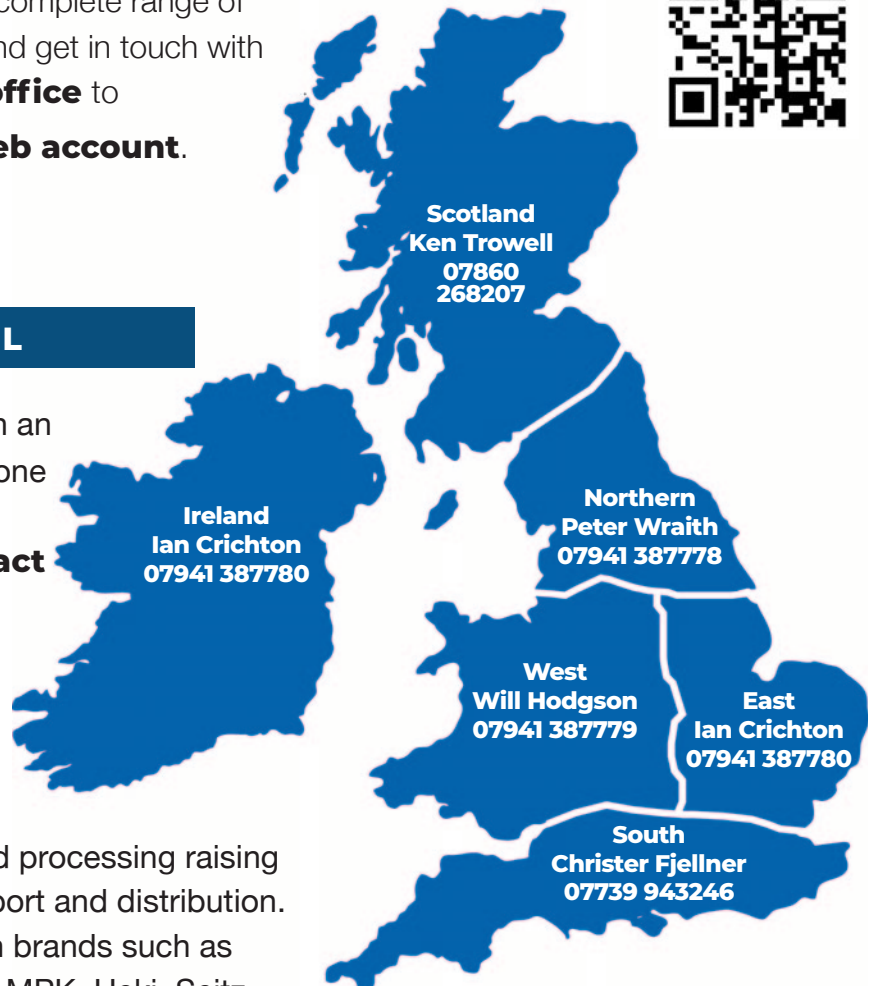 complete range of
nd get in touch with
office to
eb account.
L
n an
one
act
d processing raising
port and distribution.
n brands such as
Scotland
Ken Trowell
07860
268207
Ireland
Ian Crichton
07941 387780
Northern
Peter Wraith
07941 387778
West
Will Hodgson
07941 387779
East
Ian Crichton
07941 387780
South
Christer Fjellner
07739 943246